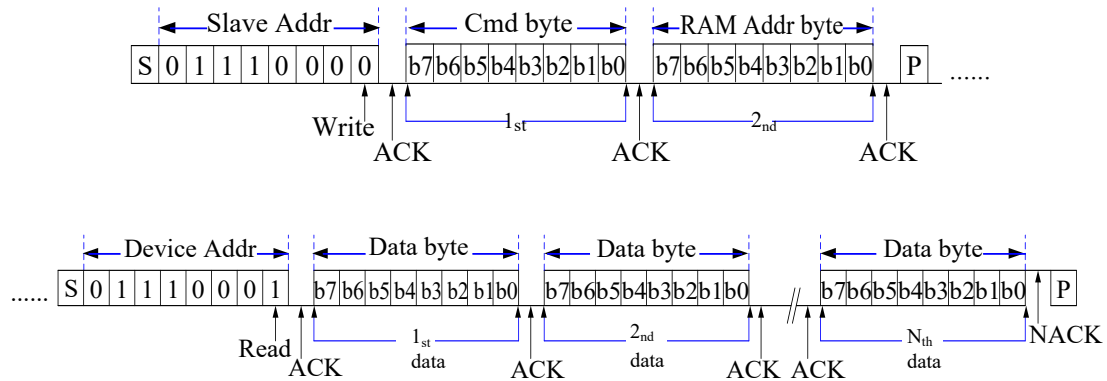 Slave Addr Cmd byte RAM Addr byte
S 0 1 1 1 0 0 0 0 b7 b6 b5 b4 b3 b2 b1 b0 b7 b6 b5 b4 b3 b2 b1 b0 P ......
1st 2nd
Write ACK ACK ACK
Device Addr Data byte Data byte Data byte
...... S 0 1 1 1 0 0 0 1 b7 b6 b5 b4 b3 b2 b1 b0 b7 b6 b5 b4 b3 b2 b1 b0 // b7 b6 b5 b4 b3 b2 b1 b0 P
1st 2nd Nth NACK
Read data data data
ACK ACK ACK ACK